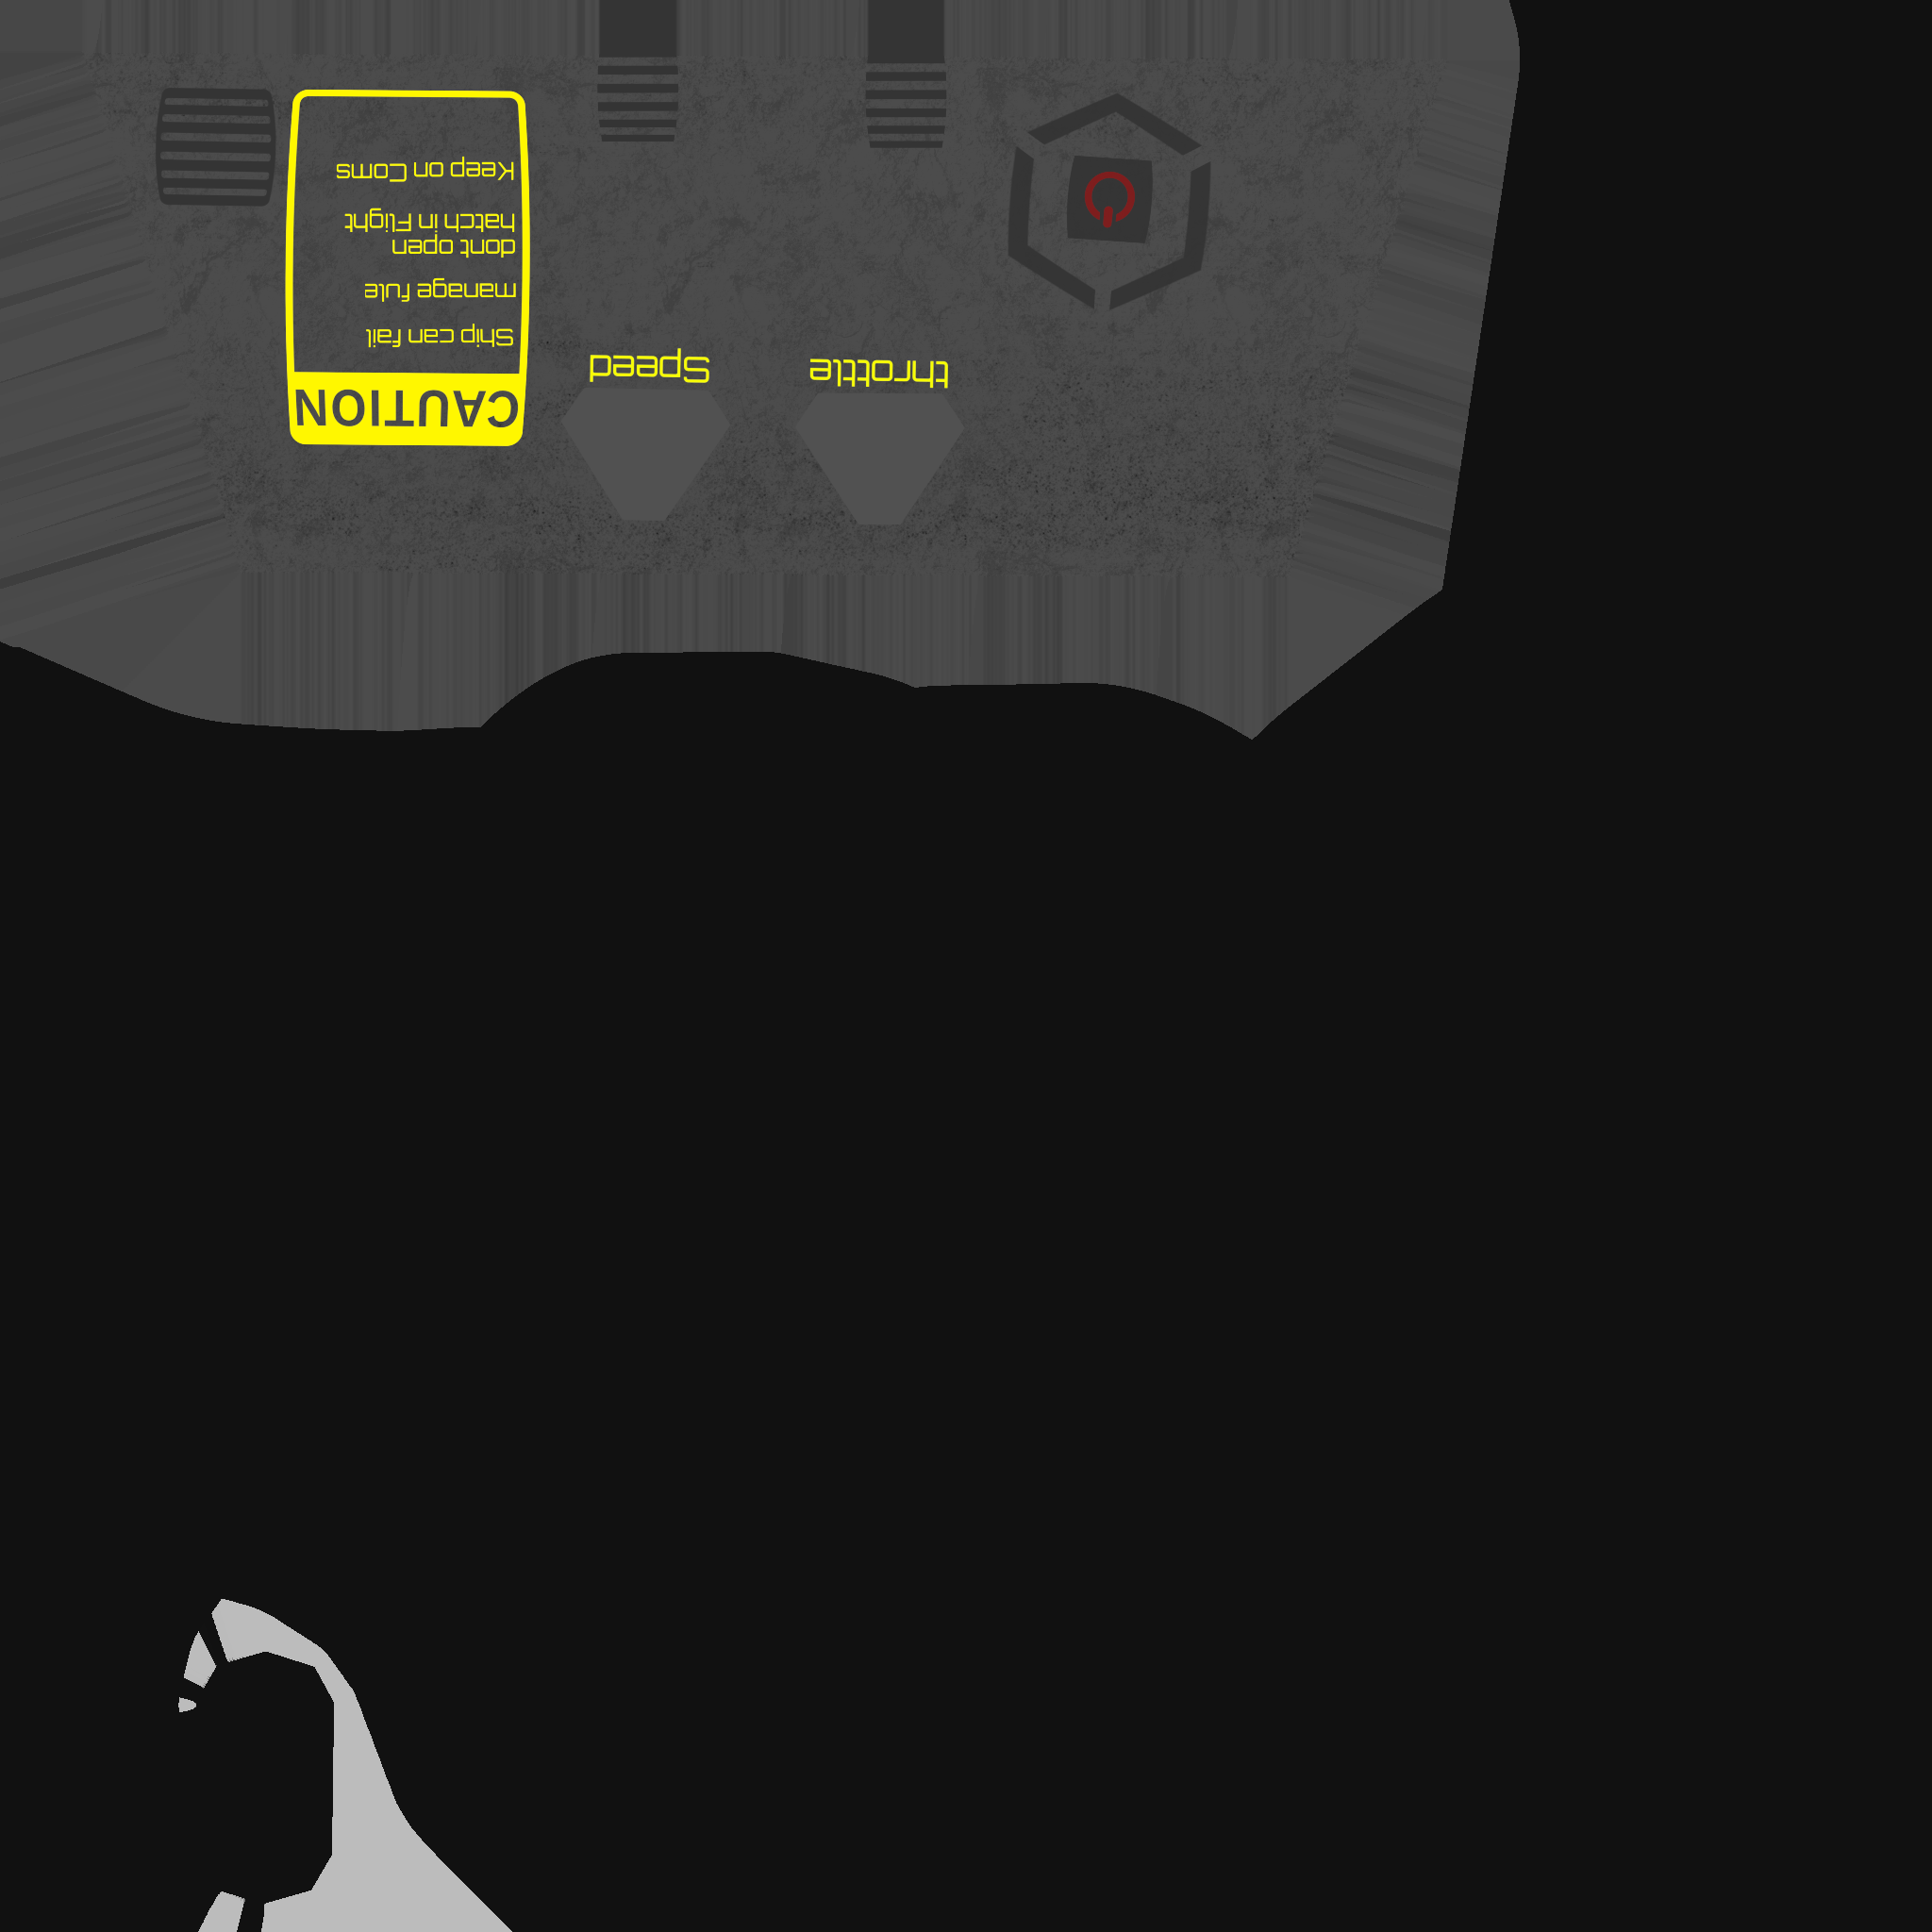 throttle
Speed
CAUTION
Ship can fail
manage fule
dont open
hatch in Flight
Keep on Coms